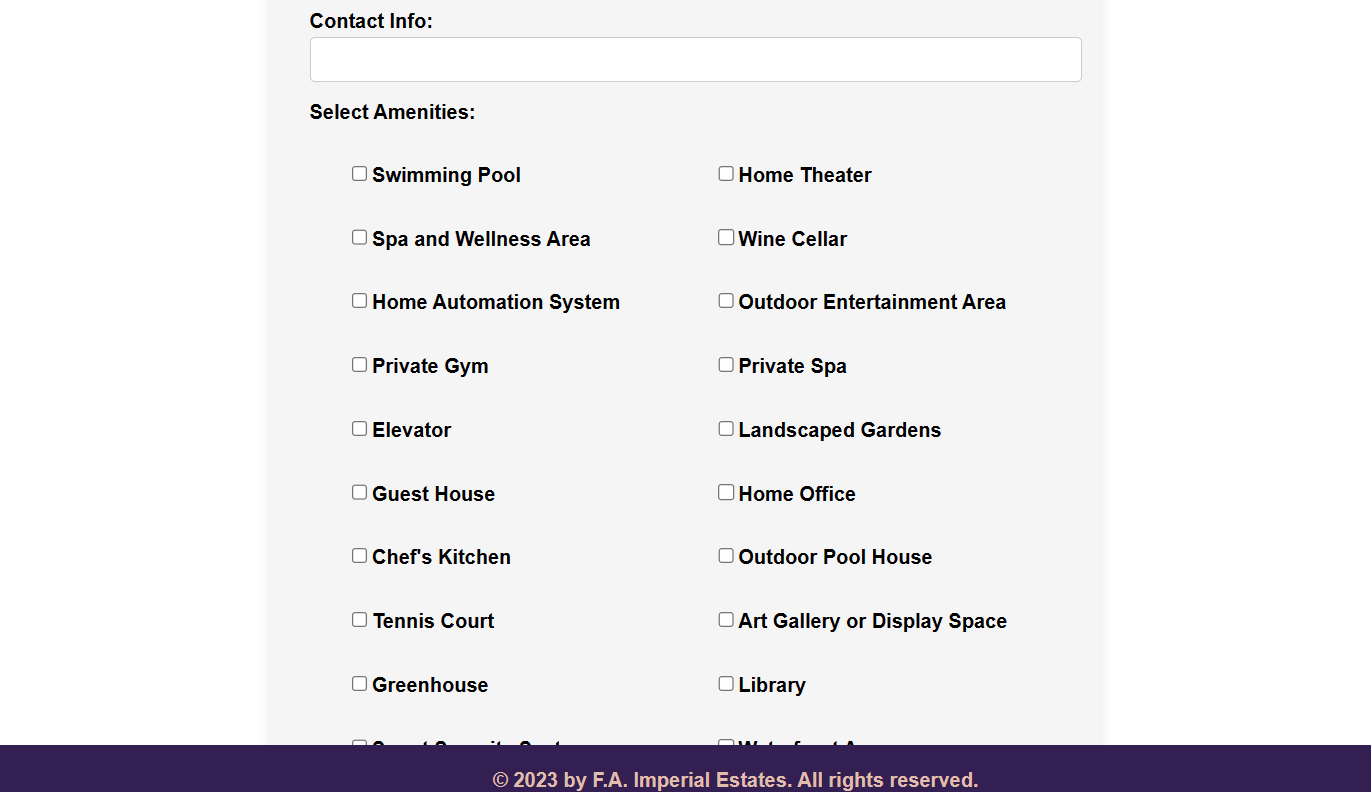 Contact Info:
Select Amenities:
Swimming Pool
Home Theater
Spa and Wellness Area
Wine Cellar
Home Automation System
Outdoor Entertainment Area
Private Gym
Private Spa
Elevator
Landscaped Gardens
Guest House
Home Office
Chef's Kitchen
Outdoor Pool House
Tennis Court
Art Gallery or Display Space
Greenhouse
Library
© 2023 by F.A. Imperial Estates. All rights reserved.